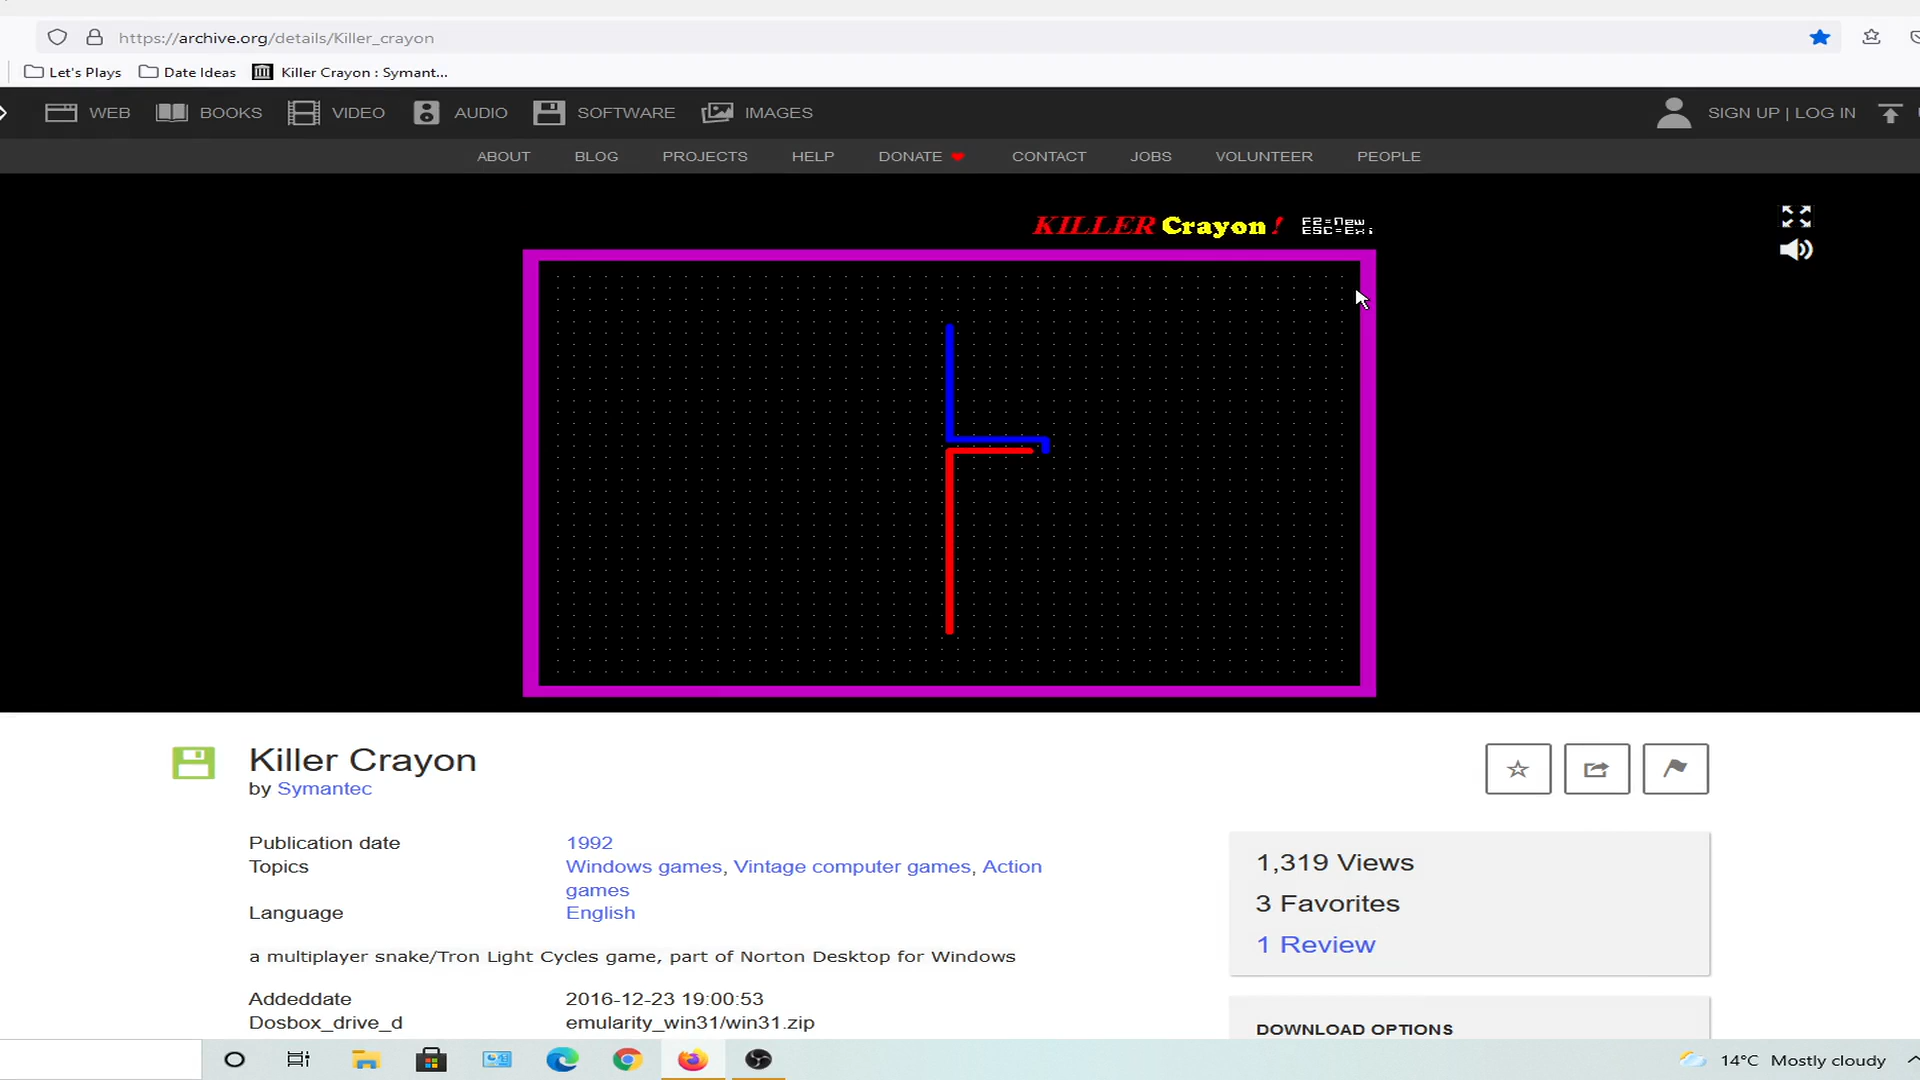 https://archive.org/details/Killer_crayon
Let's Plays Date Ideas Killer Crayon : Symant...
WEB BOOKS VIDEO AUDIO SOFTWARE IMAGES SIGN UP | LOG IN
ABOUT BLOG PROJECTS HELP DONATE CONTACT JOBS VOLUNTEER PEOPLE
KILLER Crayon! F2=New
ESC=Exi
Killer Crayon
by Symantec
Publication date 1992
Topics Windows games, Vintage computer games, Action
games
Language English
a multiplayer snake/Tron Light Cycles game, part of Norton Desktop for Windows
Addeddate 2016-12-23 19:00:53
Dosbox_drive_d emularity_win31/win31.zip
1,319 Views
3 Favorites
1 Review
DOWNLOAD OPTIONS
14°C Mostly cloudy